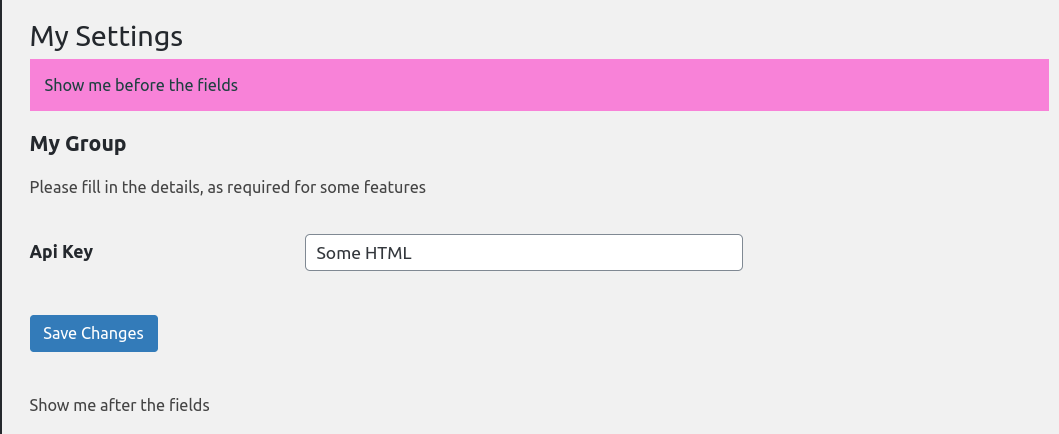 My Settings
Show me before the fields
My Group
Please fill in the details, as required for some features
Api Key
Some HTML
Save Changes
Show me after the fields